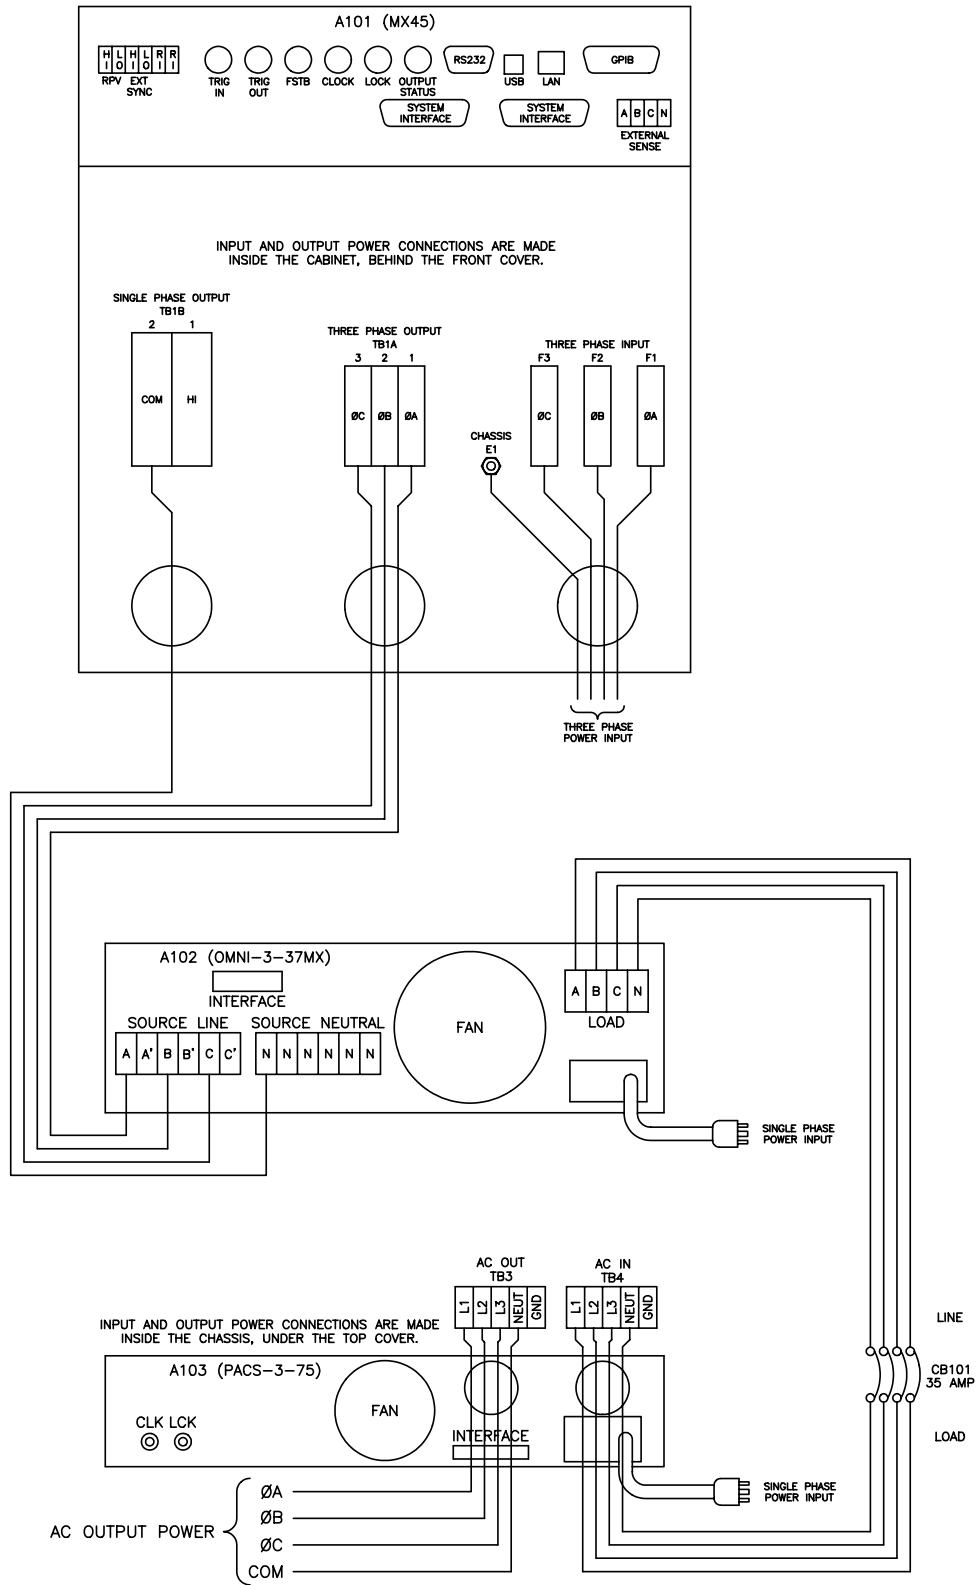 A101 (MX45)
HI LO HI LO RI RI
RPV EXT SYNC
TRIG IN
TRIG OUT
FSTB
CLOCK
LOCK
OUTPUT STATUS
RS232
USB
LAN
GPIB
SYSTEM INTERFACE
SYSTEM INTERFACE
A B C N
EXTERNAL SENSE
INPUT AND OUTPUT POWER CONNECTIONS ARE MADE
INSIDE THE CABINET, BEHIND THE FRONT COVER.
SINGLE PHASE OUTPUT
TB1B
2 1
COM HI
THREE PHASE OUTPUT
TB1A
3 2 1
ØC ØB ØA
THREE PHASE INPUT
F3 F2 F1
ØC ØB ØA
CHASSIS
E1
THREE PHASE
POWER INPUT
A102 (OMNI-3-37MX)
INTERFACE
SOURCE LINE
A A' B B' C C'
SOURCE NEUTRAL
N N N N N N
FAN
A B C N
LOAD
SINGLE PHASE
POWER INPUT
AC OUT
TB3
L1 L2 L3 NEUT GND
AC IN
TB4
L1 L2 L3 NEUT GND
INPUT AND OUTPUT POWER CONNECTIONS ARE MADE
INSIDE THE CHASSIS, UNDER THE TOP COVER.
LINE
CB101
35 AMP
LOAD
A103 (PACS-3-75)
FAN
CLK LCK
INTERFACE
SINGLE PHASE
POWER INPUT
AC OUTPUT POWER
ØA
ØB
ØC
COM